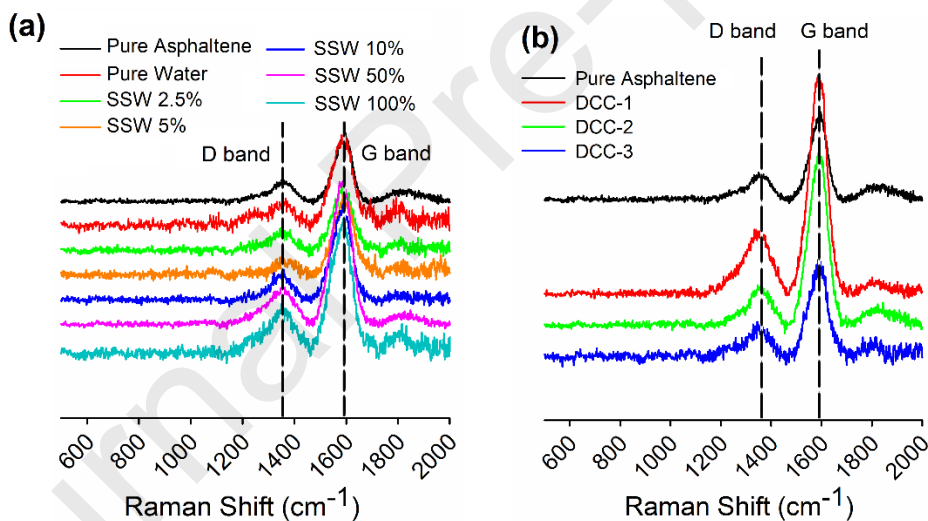 (a)
Pure Asphaltene
Pure Water
SSW 2.5%
SSW 5%
SSW 10%
SSW 50%
SSW 100%
D band
G band
600 800 1000 1200 1400 1600 1800 2000
Raman Shift (cm⁻¹)
(b)
D band
G band
Pure Asphaltene
DCC-1
DCC-2
DCC-3
600 800 1000 1200 1400 1600 1800 2000
Raman Shift (cm⁻¹)